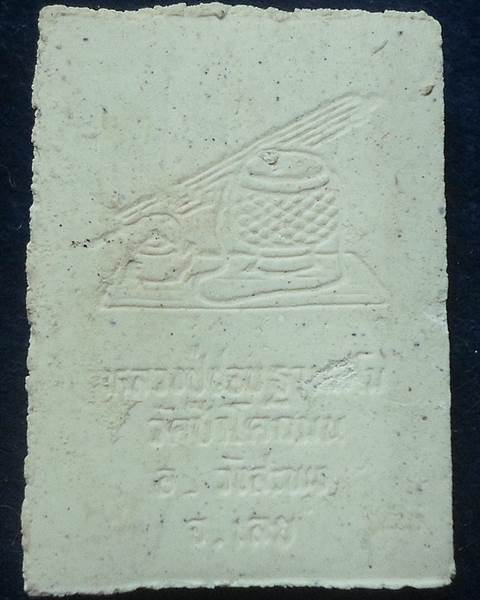 หลวงปู่ชอบ ฐานสโม
วัดป่าโคกมน
อ. วังสะพุง
จ. เลย